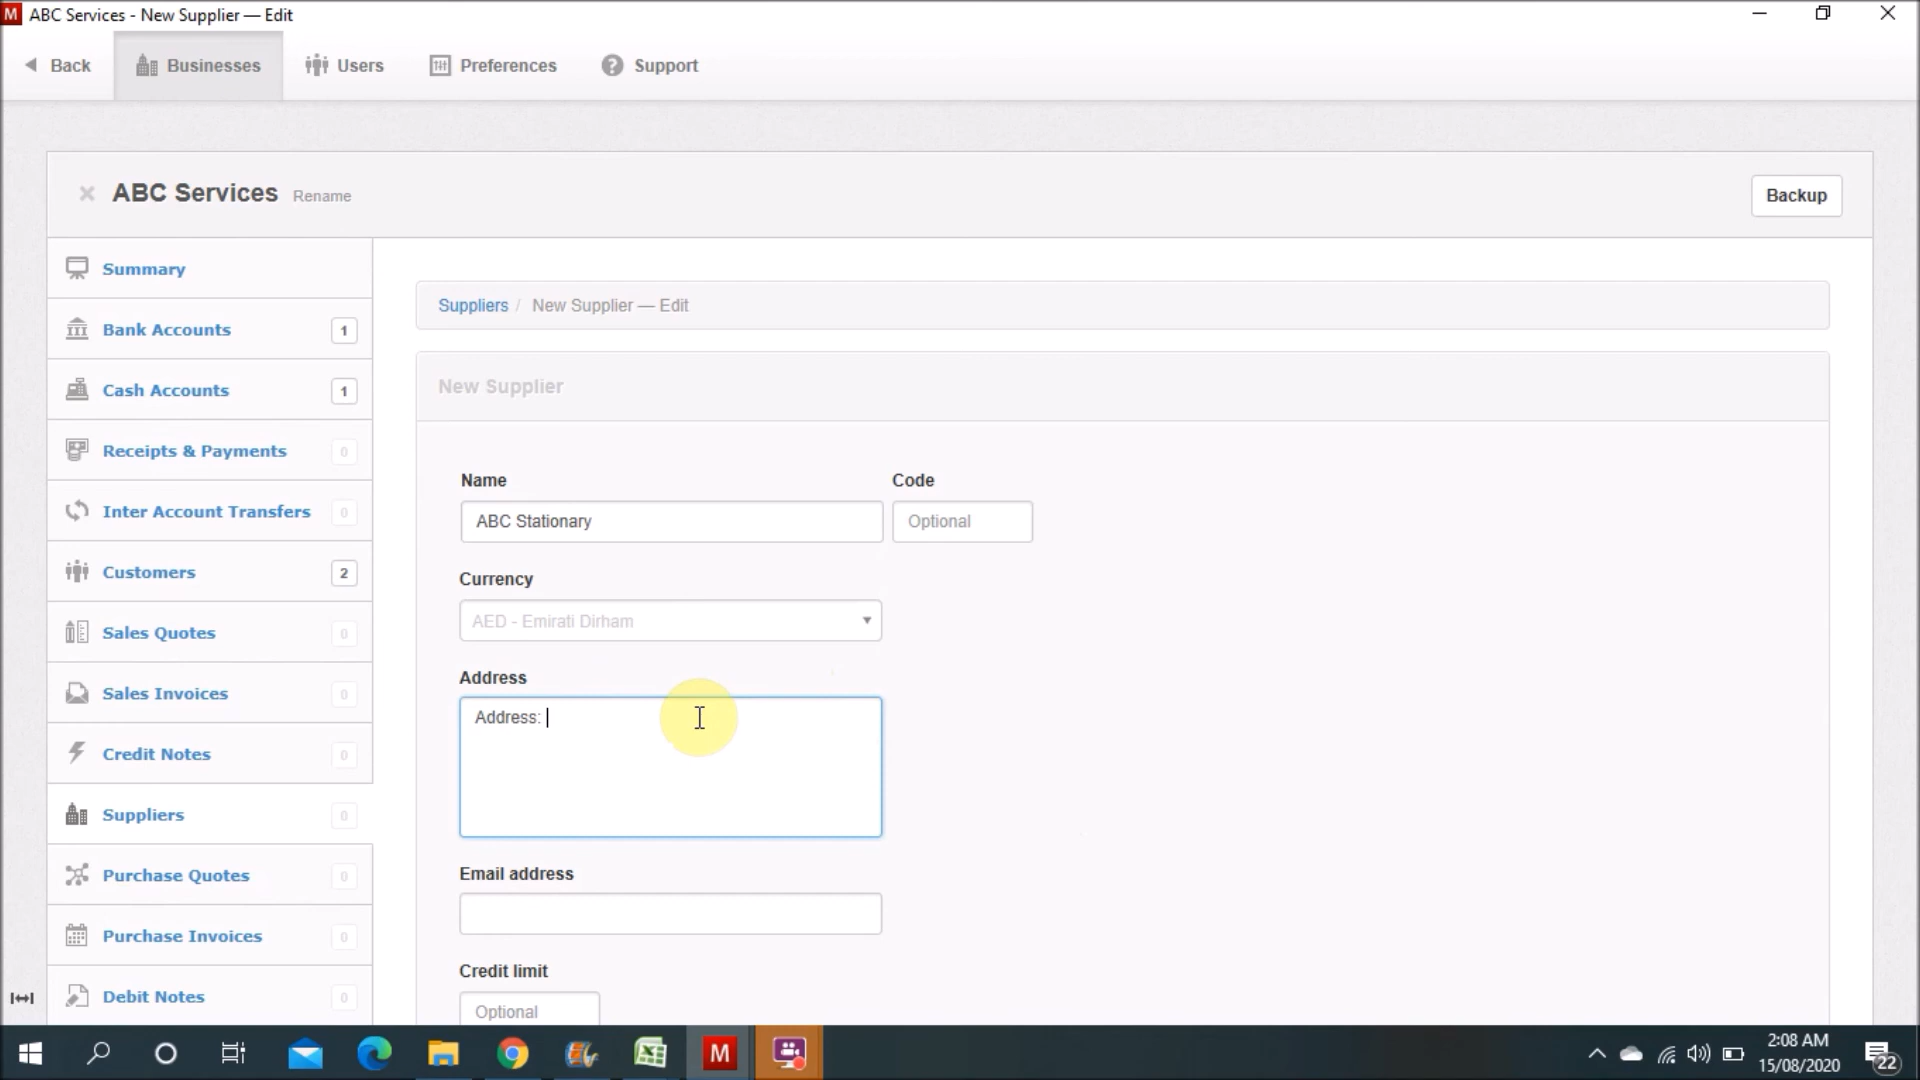 M ABC Services - New Supplier — Edit
Back Businesses Users Preferences ? Support
ABC Services Rename Backup
Summary
Bank Accounts 1
Cash Accounts 1
Receipts & Payments 0
Inter Account Transfers 0
Customers 2
Sales Quotes 0
Sales Invoices 0
Credit Notes 0
Suppliers 0
Purchase Quotes 0
Purchase Invoices 0
Debit Notes 0
Suppliers / New Supplier — Edit
New Supplier
Name Code
ABC Stationary Optional
Currency
AED - Emirati Dirham
Address
Address:
Email address
Credit limit
Optional
M
2:08 AM
15/08/2020
22